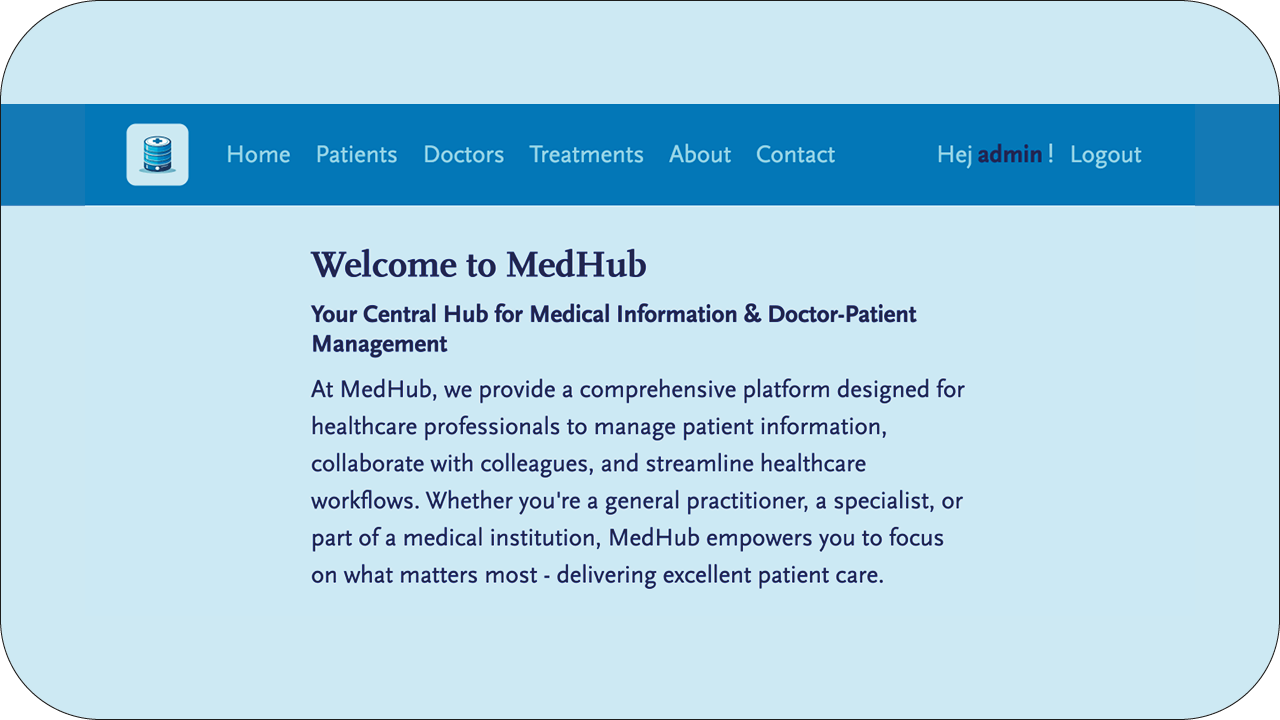 Home Patients Doctors Treatments About Contact Hej admin ! Logout
Welcome to MedHub
Your Central Hub for Medical Information & Doctor-Patient
Management
At MedHub, we provide a comprehensive platform designed for
healthcare professionals to manage patient information,
collaborate with colleagues, and streamline healthcare
workflows. Whether you're a general practitioner, a specialist, or
part of a medical institution, MedHub empowers you to focus
on what matters most - delivering excellent patient care.